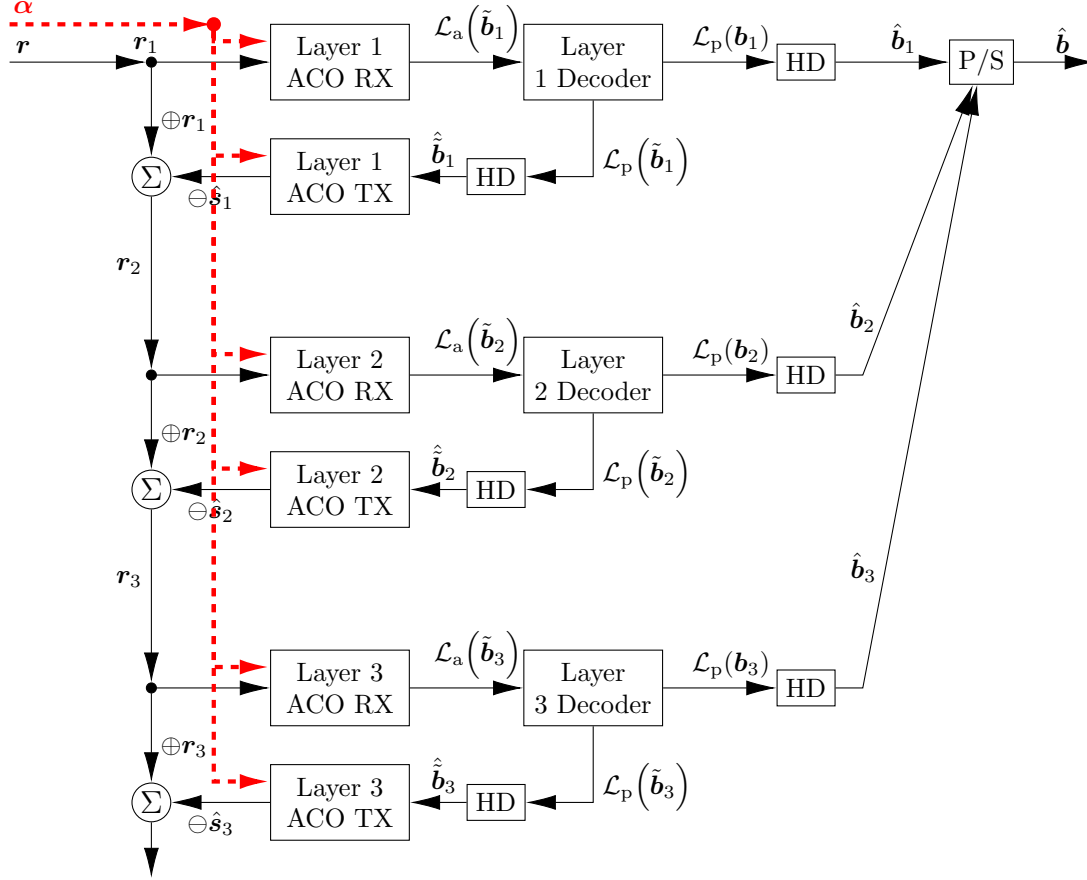 α
r
r₁
Layer 1
ACO RX
ℒₐ(b̃₁)
Layer
1 Decoder
ℒₚ(b₁)
HD
b̂₁
P/S
b̂
⊕r₁
Σ
⊖ŝ₁
Layer 1
ACO TX
b̃̂₁
HD
ℒₚ(b̃₁)
r₂
Layer 2
ACO RX
ℒₐ(b̃₂)
Layer
2 Decoder
ℒₚ(b₂)
HD
b̂₂
⊕r₂
Σ
⊖ŝ₂
Layer 2
ACO TX
b̃̂₂
HD
ℒₚ(b̃₂)
r₃
b̂₃
Layer 3
ACO RX
ℒₐ(b̃₃)
Layer
3 Decoder
ℒₚ(b₃)
HD
⊕r₃
Σ
⊖ŝ₃
Layer 3
ACO TX
b̃̂₃
HD
ℒₚ(b̃₃)